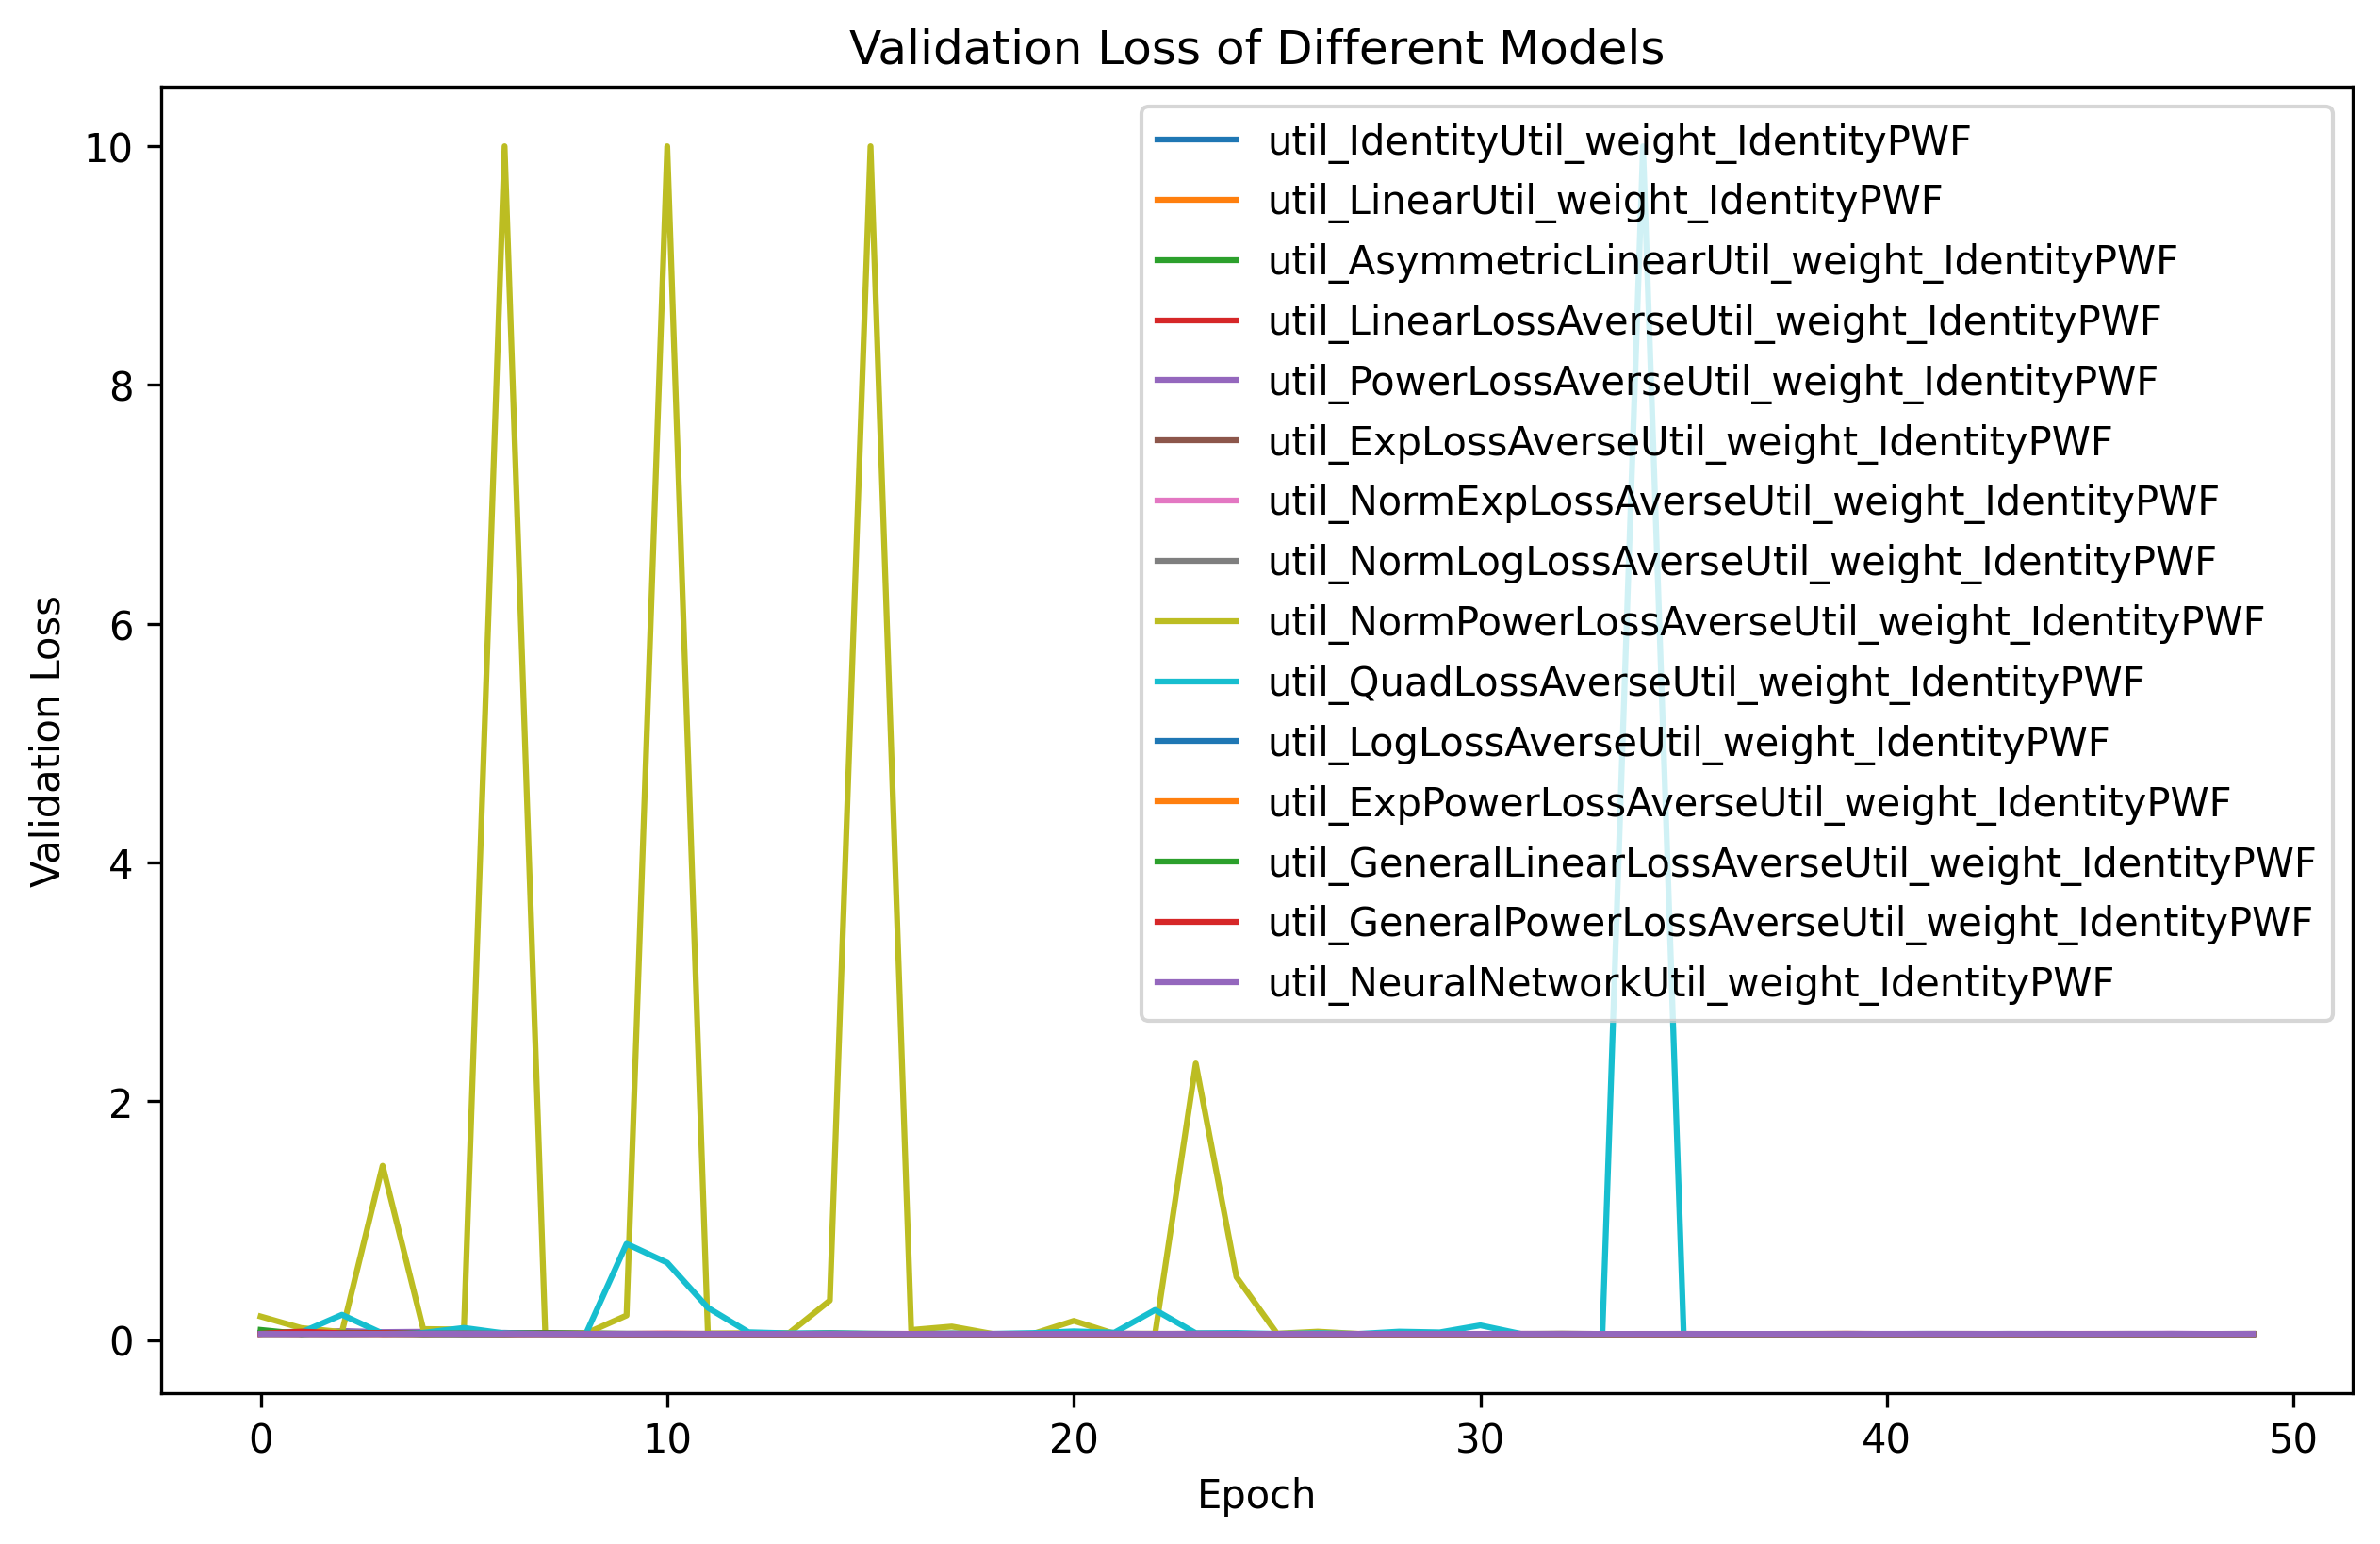 Validation Loss of Different Models
10
8
6
4
2
0
Validation Loss
util_IdentityUtil_weight_IdentityPWF
util_LinearUtil_weight_IdentityPWF
util_AsymmetricLinearUtil_weight_IdentityPWF
util_LinearLossAverseUtil_weight_IdentityPWF
util_PowerLossAverseUtil_weight_IdentityPWF
util_ExpLossAverseUtil_weight_IdentityPWF
util_NormExpLossAverseUtil_weight_IdentityPWF
util_NormLogLossAverseUtil_weight_IdentityPWF
util_NormPowerLossAverseUtil_weight_IdentityPWF
util_QuadLossAverseUtil_weight_IdentityPWF
util_LogLossAverseUtil_weight_IdentityPWF
util_ExpPowerLossAverseUtil_weight_IdentityPWF
util_GeneralLinearLossAverseUtil_weight_IdentityPWF
util_GeneralPowerLossAverseUtil_weight_IdentityPWF
util_NeuralNetworkUtil_weight_IdentityPWF
0 10 20 30 40 50
Epoch